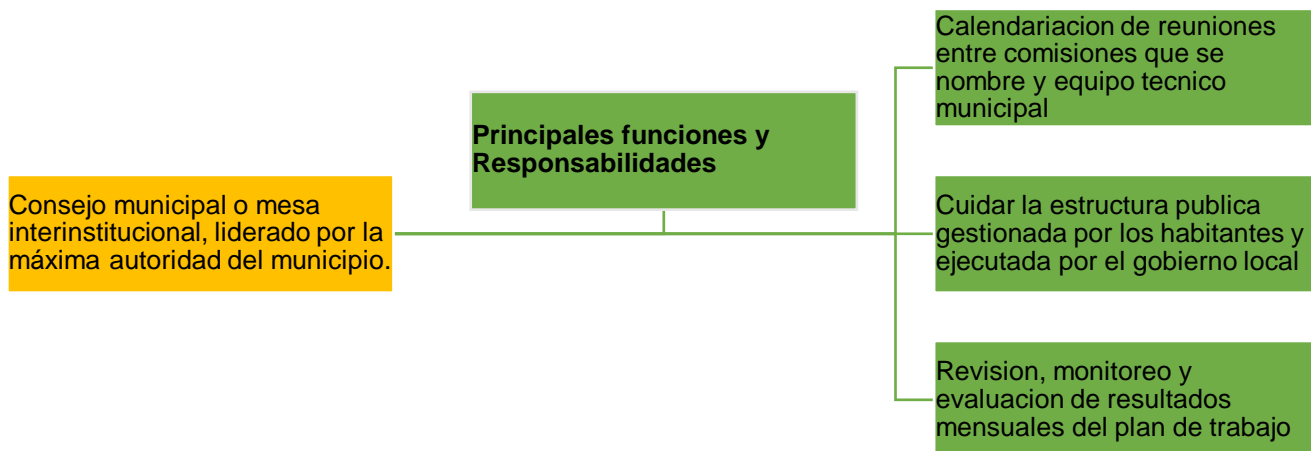 Consejo municipal o mesa
interinstitucional, liderado por la
máxima autoridad del municipio.
Principales funciones y
Responsabilidades
Calendariacion de reuniones
entre comisiones que se
nombre y equipo tecnico
municipal
Cuidar la estructura publica
gestionada por los habitantes y
ejecutada por el gobierno local
Revision, monitoreo y
evaluacion de resultados
mensuales del plan de trabajo